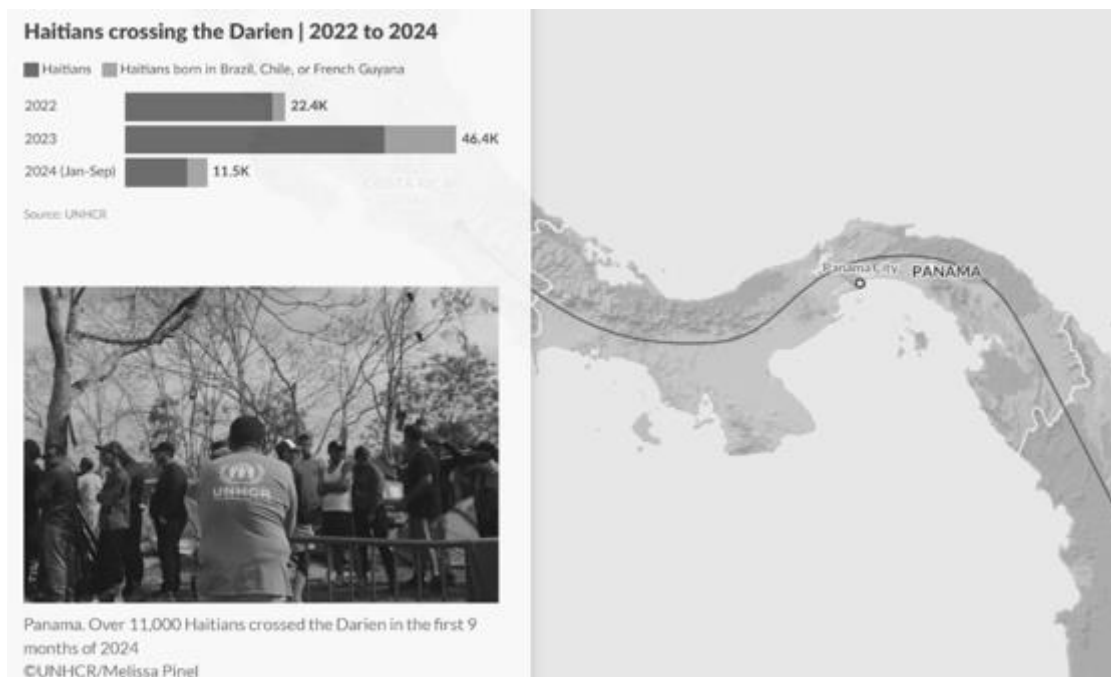 Haitians crossing the Darien | 2022 to 2024
Haitians Haitians born in Brazil, Chile, or French Guyana
2022 22.4K
2023 46.4K
2024 (Jan-Sep) 11.5K
Source: UNHCR
UNHCR
Panama. Over 11,000 Haitians crossed the Darien in the first 9
months of 2024
©UNHCR/Melissa Pinel
Panama City PANAMA